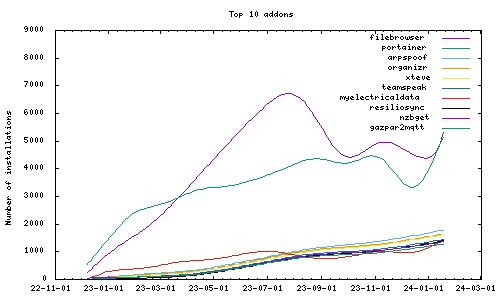 Top 10 addons
9000
8000
7000
6000
5000
4000
3000
2000
1000
0
Number of installations
filebrowser
portainer
arpspoof
organizr
xteve
teamspeak
myelectricaldata
resiliosync
nzbget
gazpar2mqtt
22-11-01
23-01-01
23-03-01
23-05-01
23-07-01
23-09-01
23-11-01
24-01-01
24-03-01